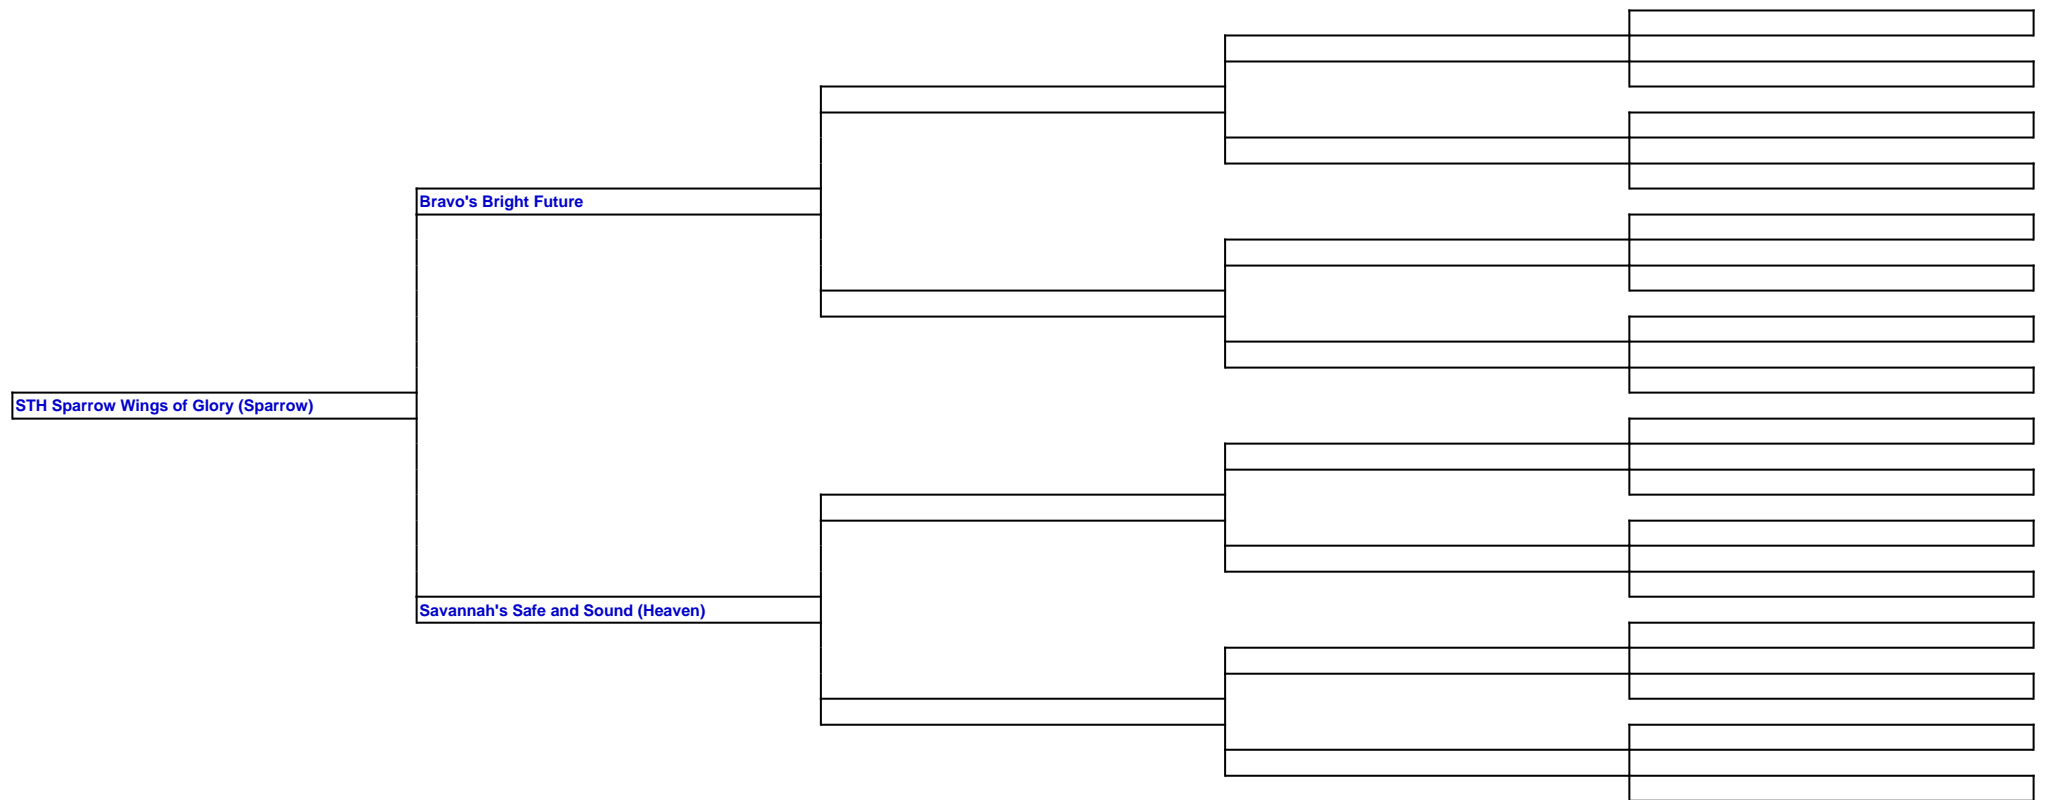 Bravo's Bright Future
STH Sparrow Wings of Glory (Sparrow)
Savannah's Safe and Sound (Heaven)